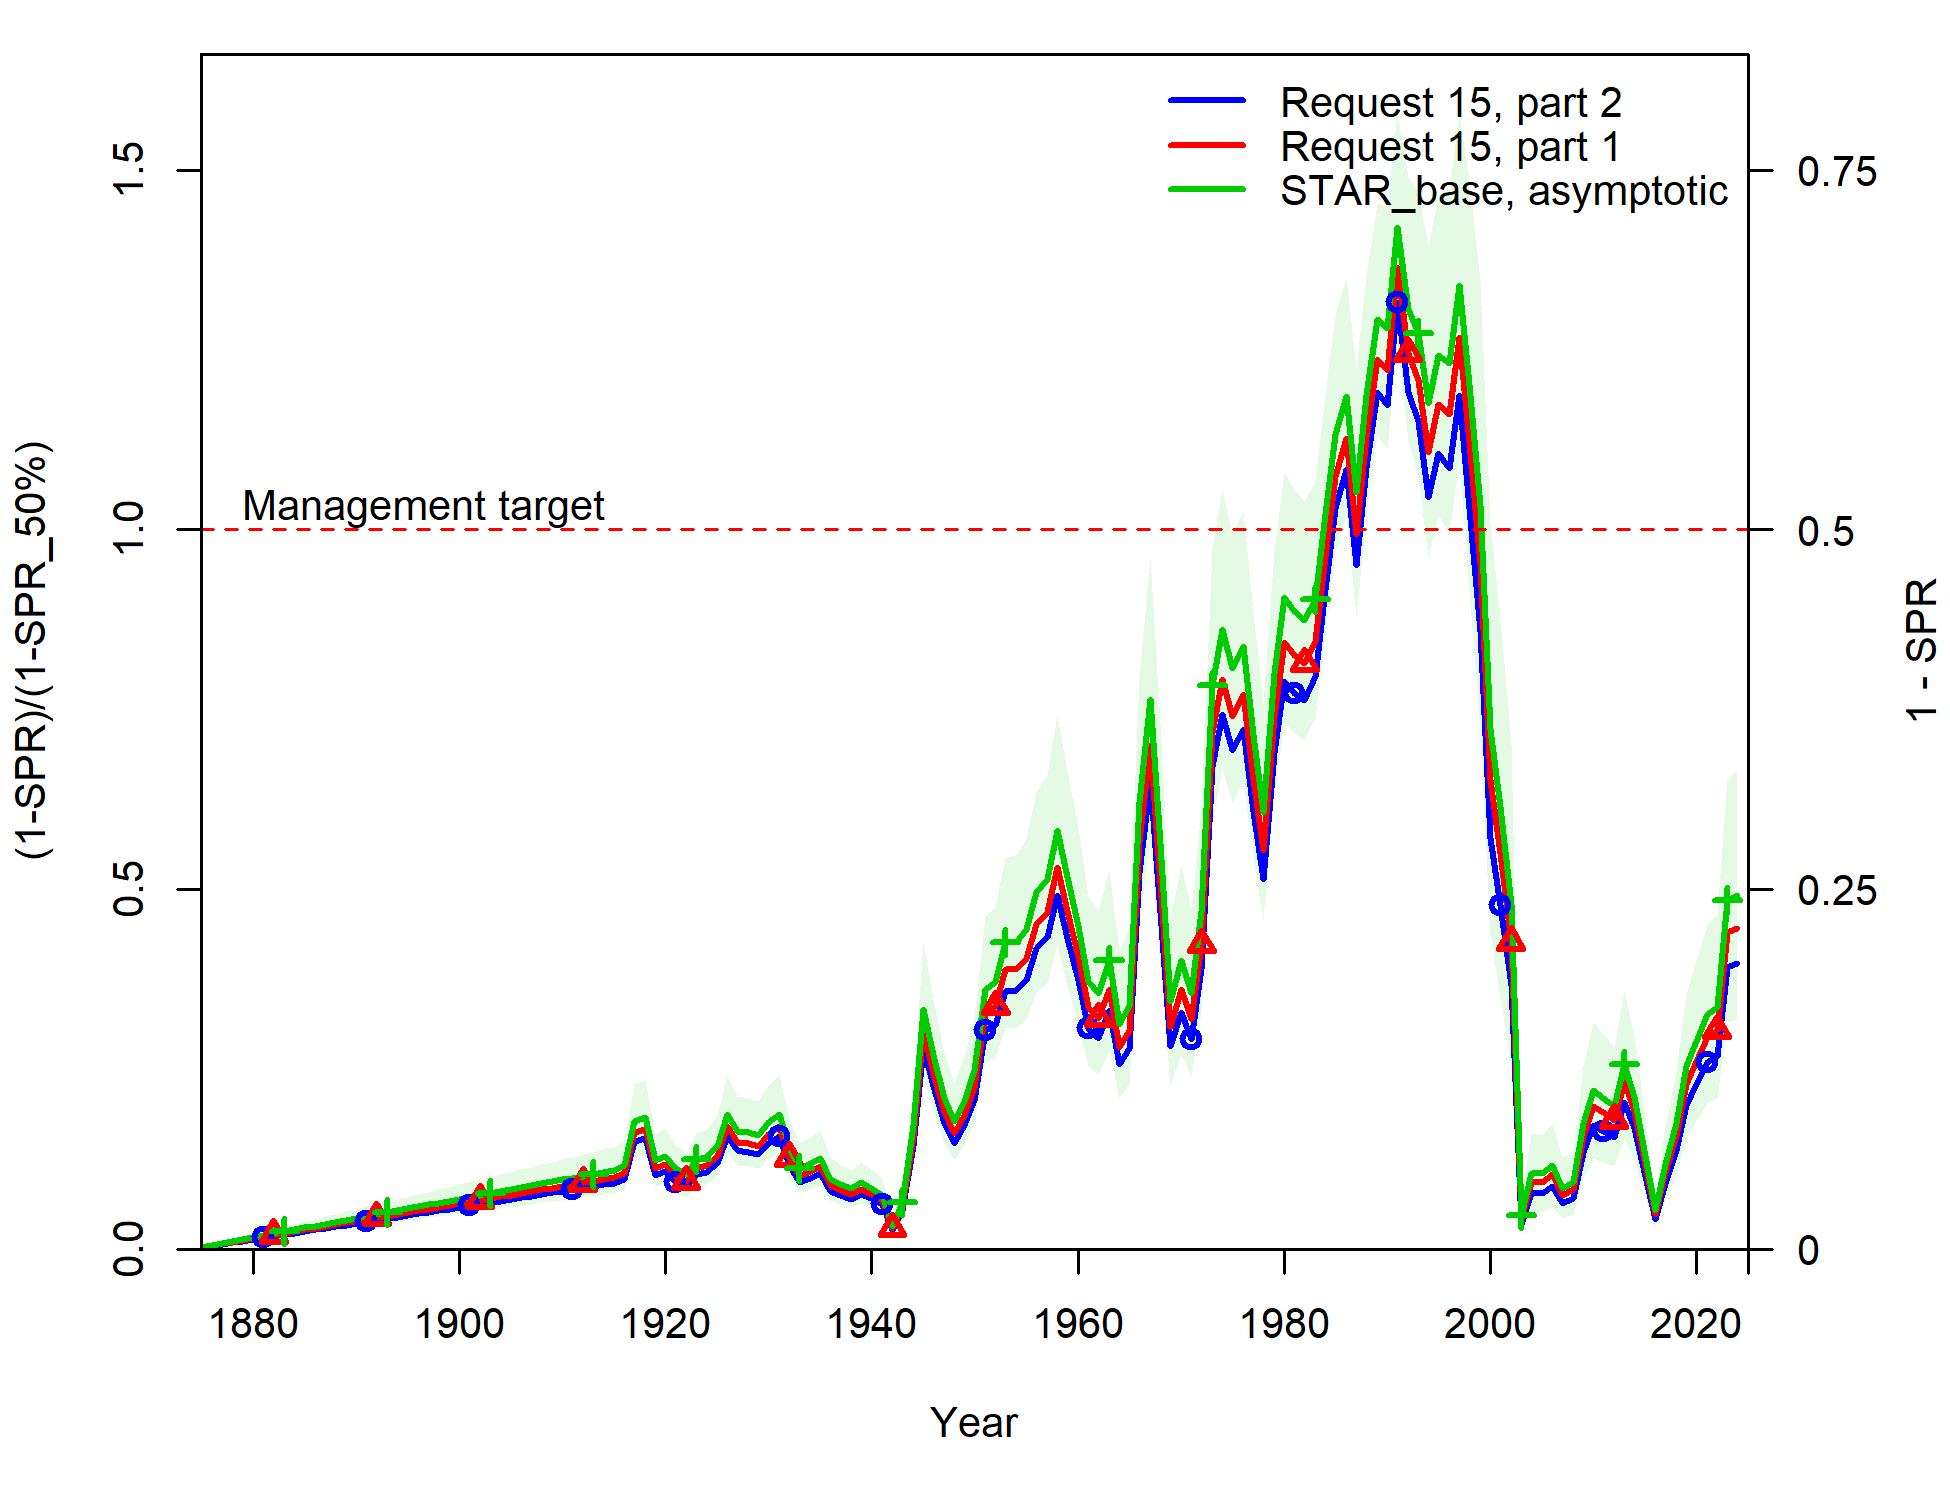 Request 15, part 2
Request 15, part 1
STAR_base, asymptotic
Management target
(1-SPR)/(1-SPR_50%)
0.0
0.5
1.0
1.5
1 - SPR
0
0.25
0.5
0.75
1880 1900 1920 1940 1960 1980 2000 2020
Year